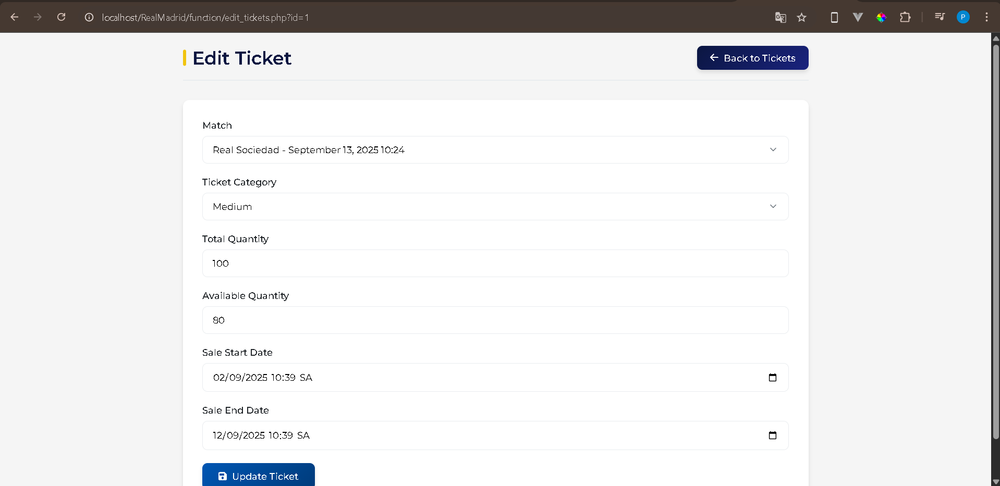 localhost/RealMadrid/function/edit_tickets.php?id=1
P
Edit Ticket
Back to Tickets
Match
Real Sociedad - September 13, 2025 10:24
Ticket Category
Medium
Total Quantity
100
Available Quantity
80
Sale Start Date
02/09/2025 10:39 SA
Sale End Date
12/09/2025 10:39 SA
Update Ticket